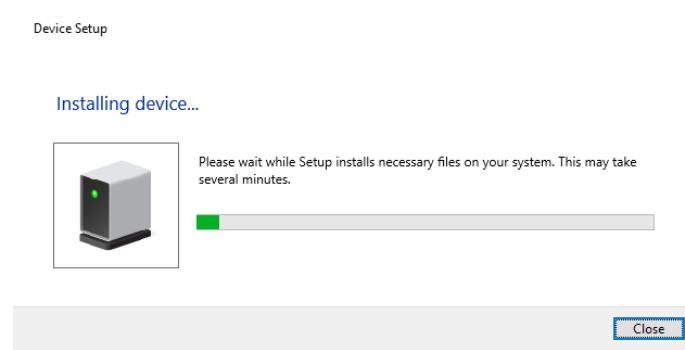 Device Setup
Installing device...
Please wait while Setup installs necessary files on your system. This may take
several minutes.
Close